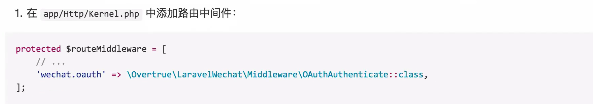 1. 在 app/Http/Kernel.php 中添加路由中间件：
protected $routeMiddleware = [
// ...
'wechat.oauth' => \Overtrue\LaravelWechat\Middleware\OAuthAuthenticate::class,
];